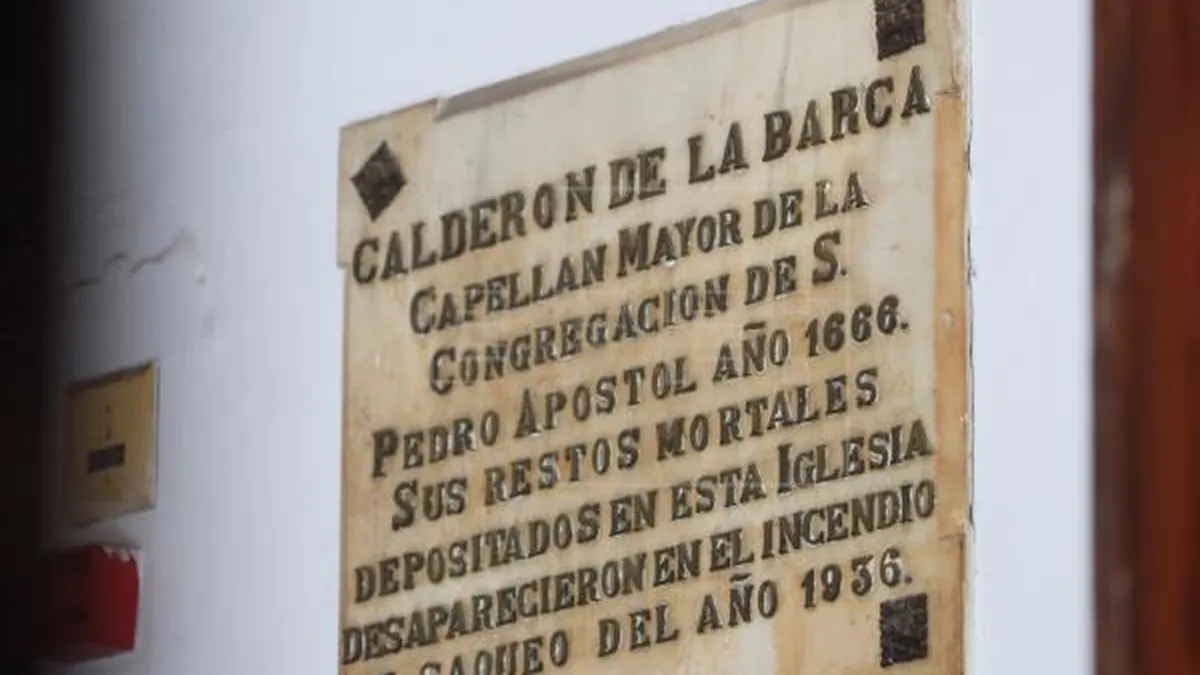 CALDERON DE LA BARCA
CAPELLAN MAYOR DE LA
CONGREGACION DE S.
PEDRO APOSTOL AÑO 1666.
SUS RESTOS MORTALES
DEPOSITADOS EN ESTA IGLESIA
DESAPARECIERON EN EL INCENDIO
SAQUEO DEL AÑO 1936.